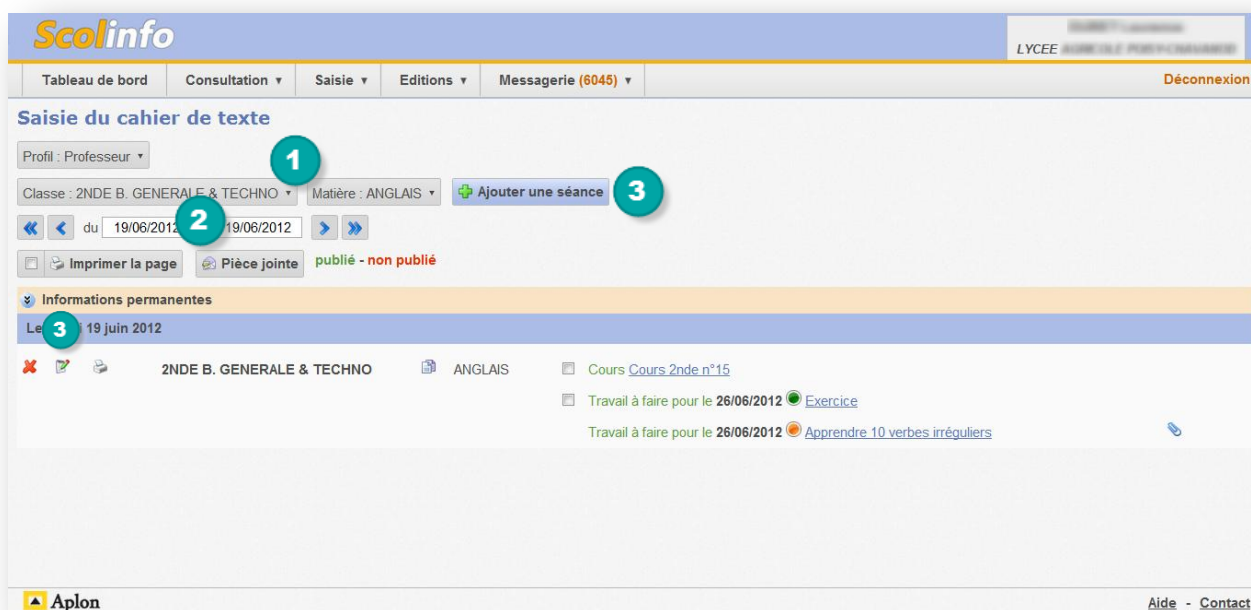 Scolinfo
LYCEE
Tableau de bord Consultation Saisie Editions Messagerie (6045) Déconnexion
Saisie du cahier de texte
Profil : Professeur
1
Classe : 2NDE B. GENERALE & TECHNO Matière : ANGLAIS Ajouter une séance 3
du 19/06/2012 2 19/06/2012
Imprimer la page Pièce jointe publié - non publié
Informations permanentes
3 19 juin 2012
2NDE B. GENERALE & TECHNO ANGLAIS Cours Cours 2nde n°15
Travail à faire pour le 26/06/2012 Exercice
Travail à faire pour le 26/06/2012 Apprendre 10 verbes irréguliers
Aplon Aide - Contact